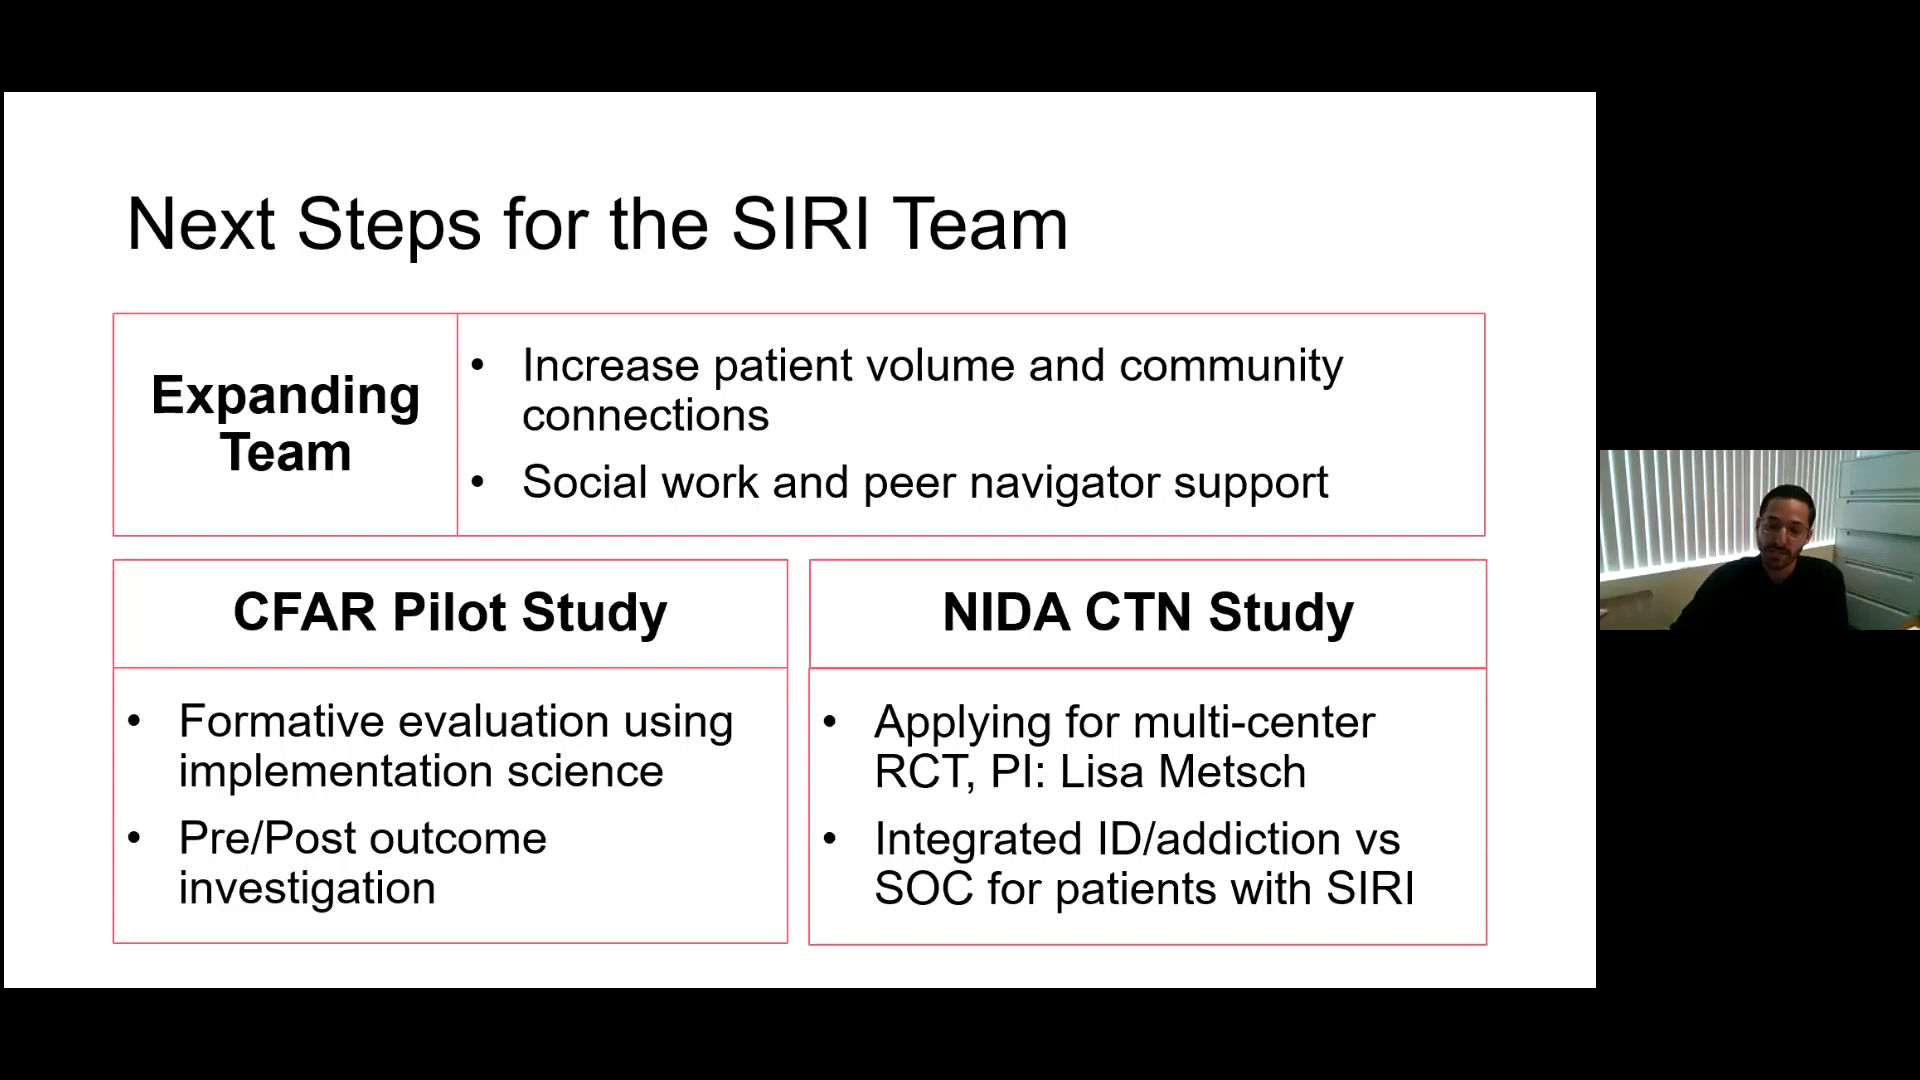 Next Steps for the SIRI Team
Expanding
Team
• Increase patient volume and community
connections
• Social work and peer navigator support
CFAR Pilot Study
• Formative evaluation using
implementation science
• Pre/Post outcome
investigation
NIDA CTN Study
• Applying for multi-center
RCT, PI: Lisa Metsch
• Integrated ID/addiction vs
SOC for patients with SIRI